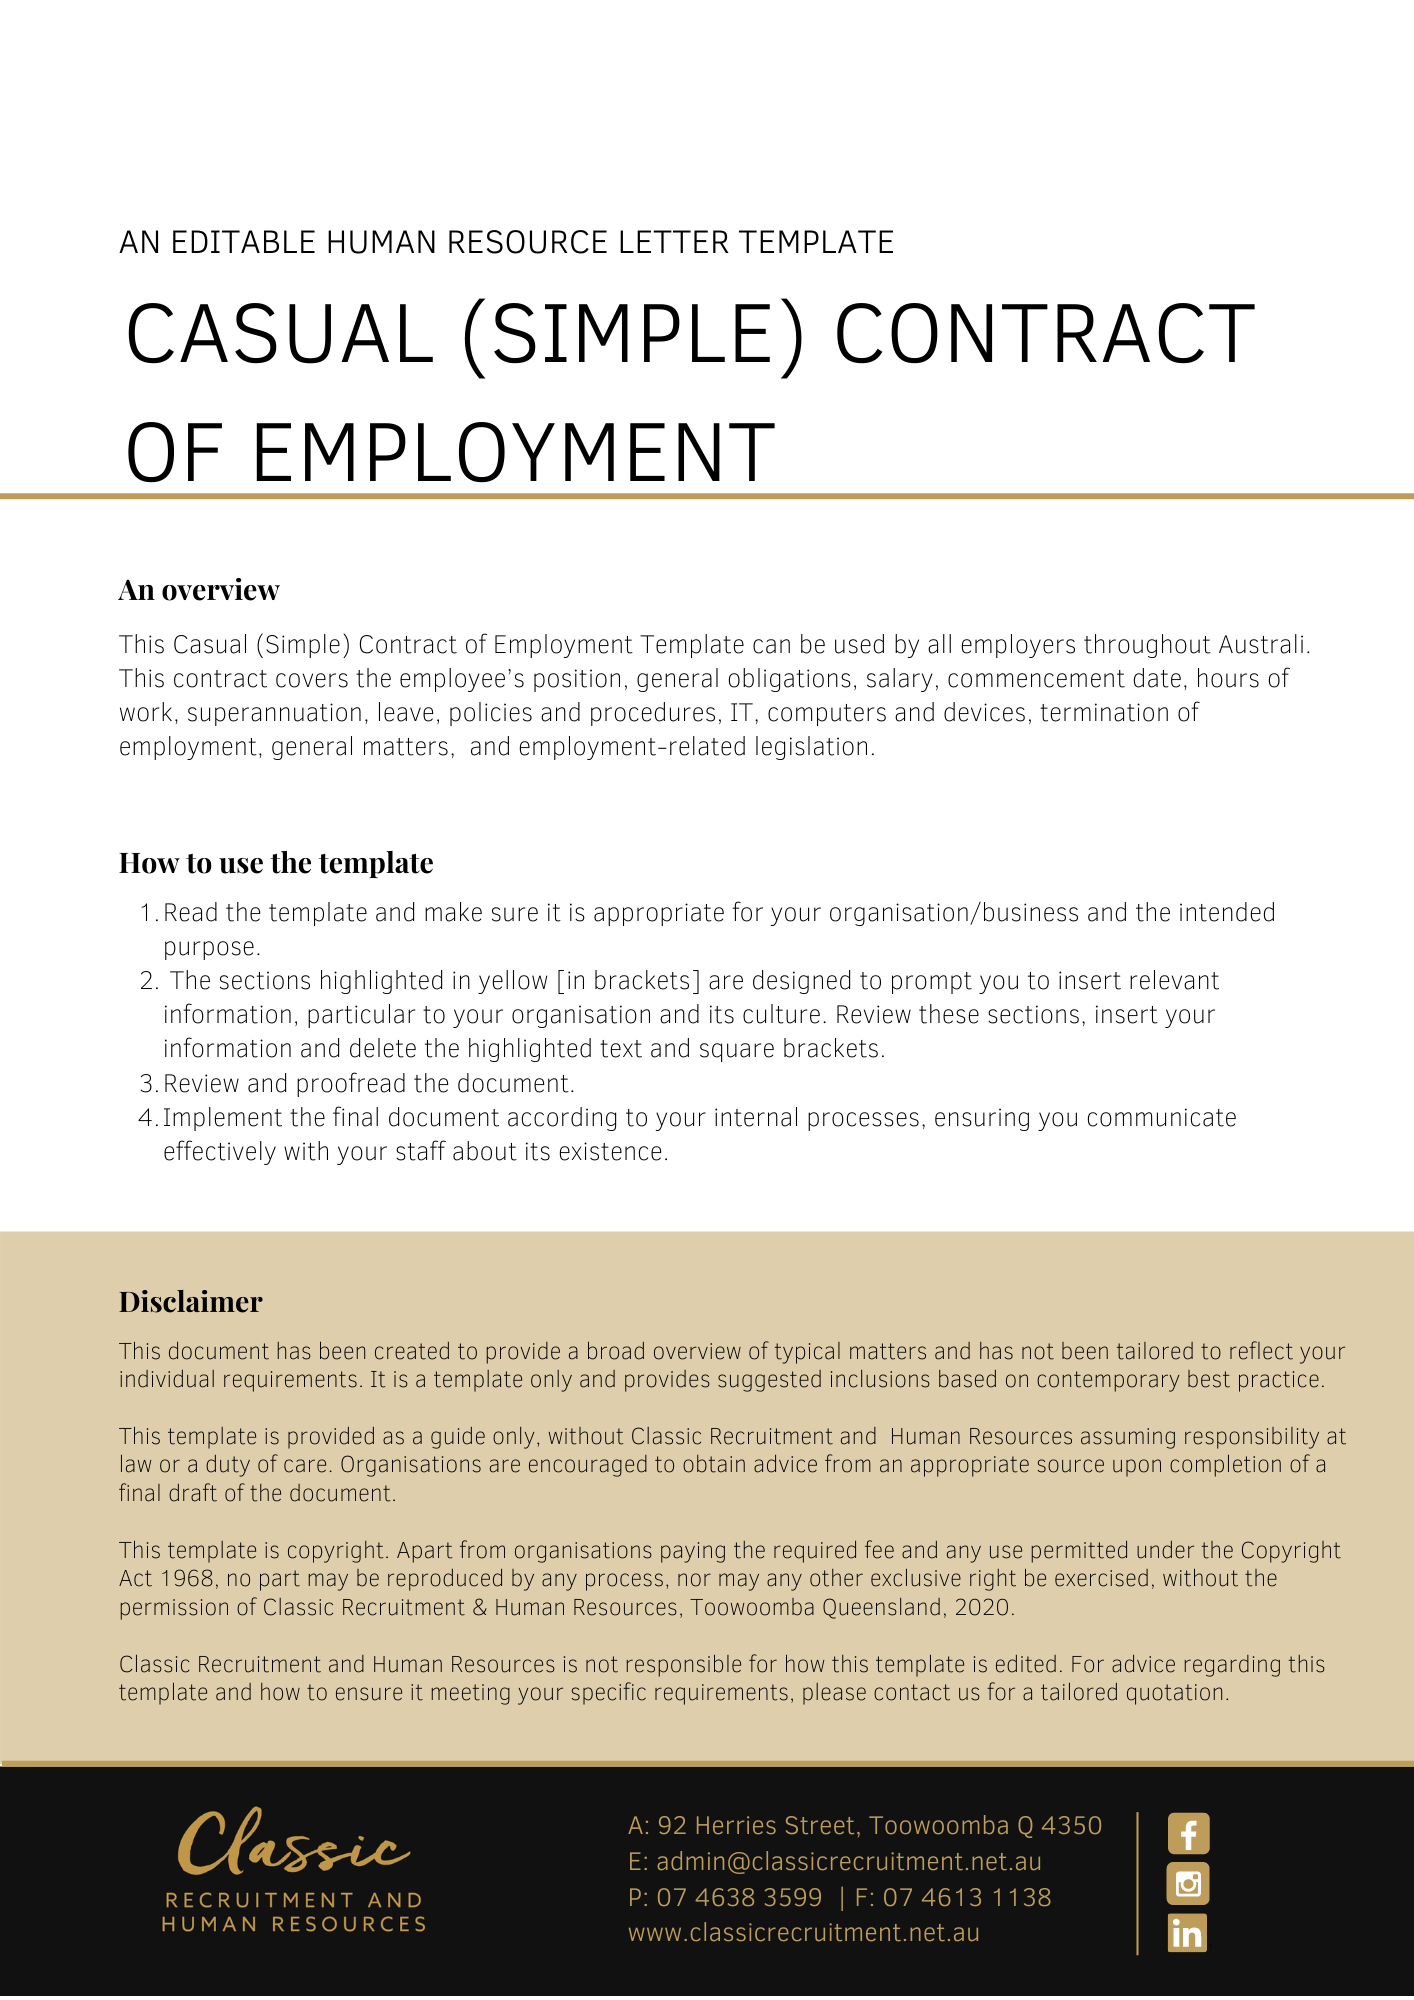 AN EDITABLE HUMAN RESOURCE LETTER TEMPLATE
CASUAL (SIMPLE) CONTRACT
OF EMPLOYMENT
An overview
This Casual (Simple) Contract of Employment Template can be used by all employers throughout Australi.
This contract covers the employee's position, general obligations, salary, commencement date, hours of
work, superannuation, leave, policies and procedures, IT, computers and devices, termination of
employment, general matters,  and employment-related legislation.
How to use the template
1. Read the template and make sure it is appropriate for your organisation/business and the intended
purpose.
2.  The sections highlighted in yellow [in brackets] are designed to prompt you to insert relevant
information, particular to your organisation and its culture. Review these sections, insert your
information and delete the highlighted text and square brackets.
3. Review and proofread the document.
4. Implement the final document according to your internal processes, ensuring you communicate
effectively with your staff about its existence.
Disclaimer
This document has been created to provide a broad overview of typical matters and has not been tailored to reflect your
individual requirements. It is a template only and provides suggested inclusions based on contemporary best practice.
This template is provided as a guide only, without Classic Recruitment and  Human Resources assuming responsibility at
law or a duty of care. Organisations are encouraged to obtain advice from an appropriate source upon completion of a
final draft of the document.
This template is copyright. Apart from organisations paying the required fee and any use permitted under the Copyright
Act 1968, no part may be reproduced by any process, nor may any other exclusive right be exercised, without the
permission of Classic Recruitment & Human Resources, Toowoomba Queensland, 2020.
Classic Recruitment and Human Resources is not responsible for how this template is edited. For advice regarding this
template and how to ensure it meeting your specific requirements, please contact us for a tailored quotation.
Classic
RECRUITMENT AND
HUMAN RESOURCES
A: 92 Herries Street, Toowoomba Q 4350
E: admin@classicrecruitment.net.au
P: 07 4638 3599  | F: 07 4613 1138
www.classicrecruitment.net.au